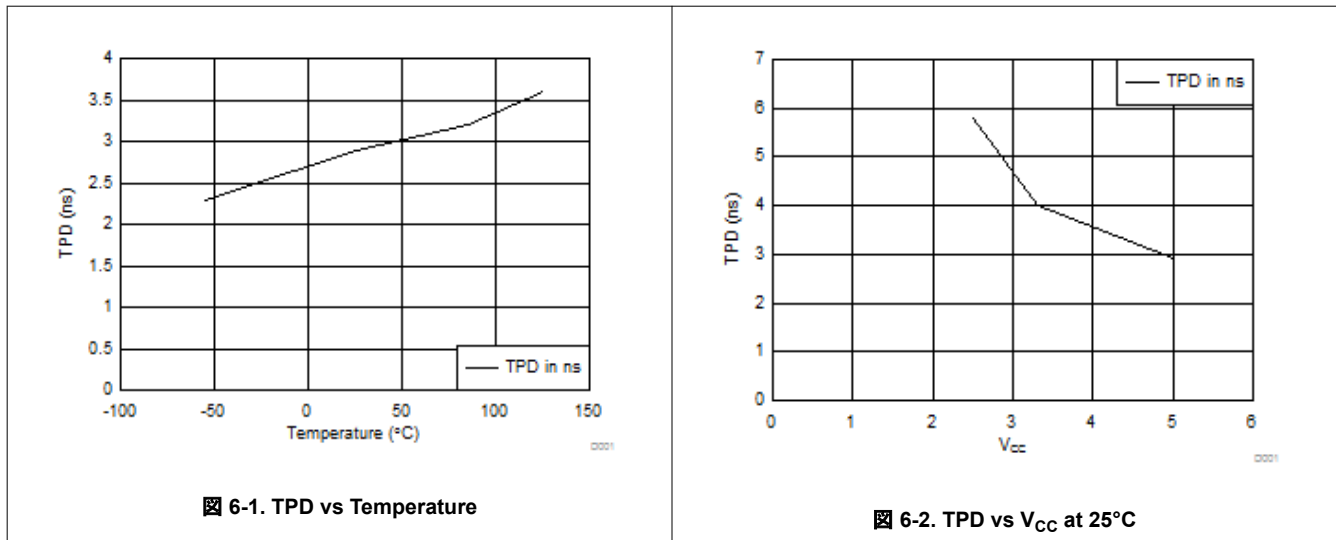 4
3.5
3
2.5
2
1.5
1
0.5
0
TPD (ns)
-100 -50 0 50 100 150
Temperature (°C)
TPD in ns
D001
図 6-1. TPD vs Temperature
7
6
5
4
3
2
1
0
TPD (ns)
0 1 2 3 4 5 6
VCC
TPD in ns
D001
図 6-2. TPD vs VCC at 25°C